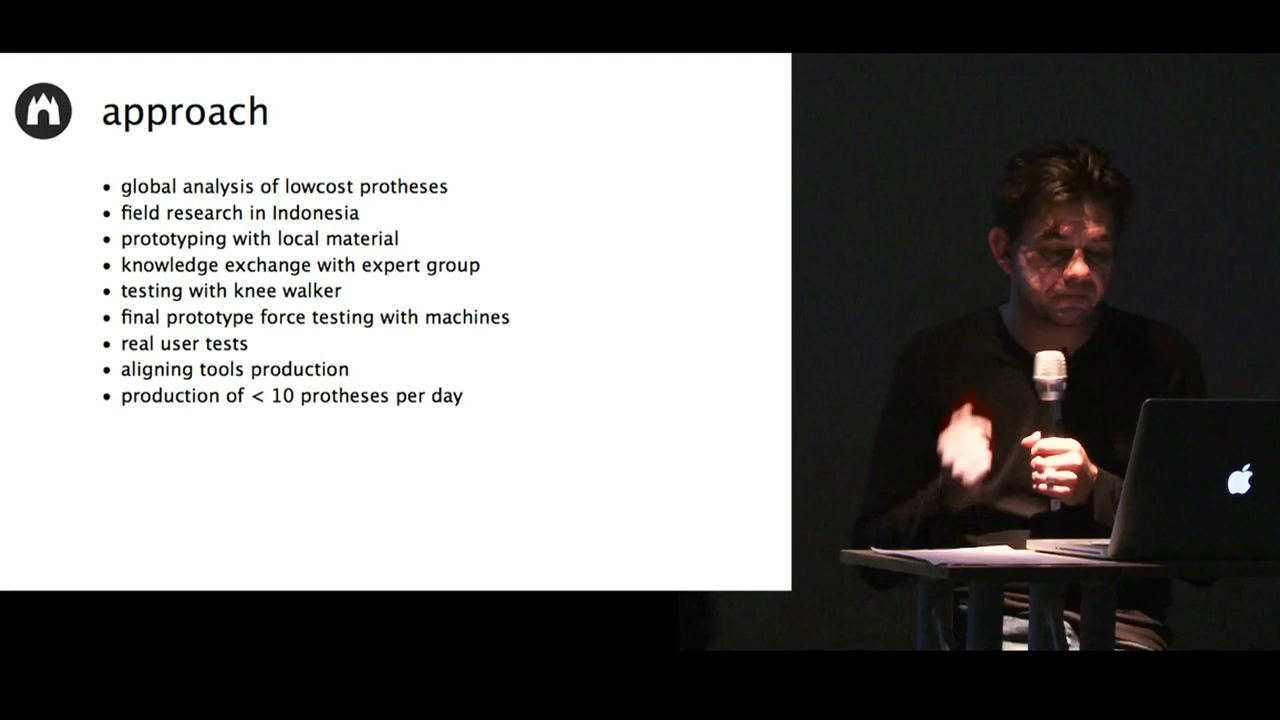 approach
• global analysis of lowcost protheses
• field research in Indonesia
• prototyping with local material
• knowledge exchange with expert group
• testing with knee walker
• final prototype force testing with machines
• real user tests
• aligning tools production
• production of < 10 protheses per day